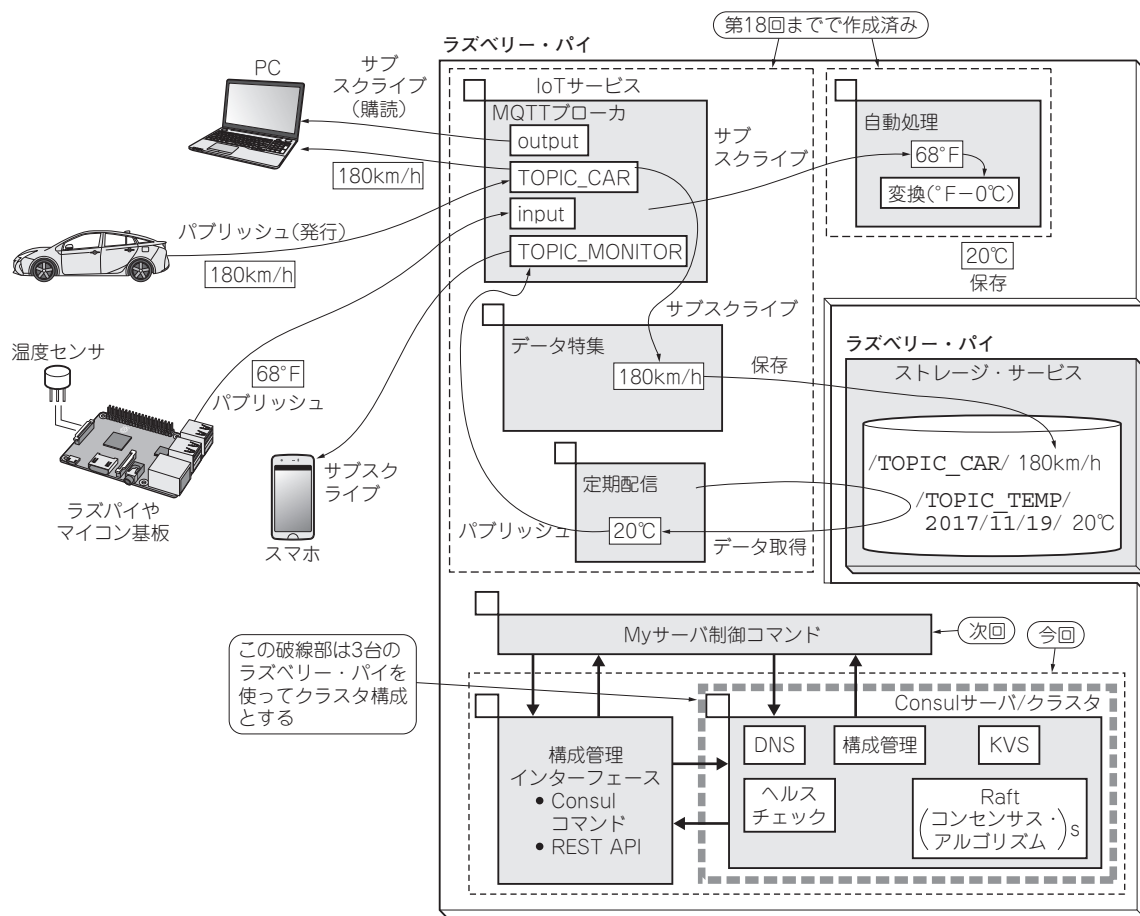 第18回までで作成済み
ラズベリー・パイ
PC
サブ
スクライブ
(購読)
IoTサービス
MQTTブローカ
output
TOPIC_CAR
input
TOPIC_MONITOR
180km/h
サブ
スクライブ
自動処理
68°F
変換(°F−0℃)
20℃
保存
パブリッシュ(発行)
180km/h
温度センサ
68°F
パブリッシュ
ラズパイや
マイコン基板
サブスク
ライブ
スマホ
サブスクライブ
データ特集
180km/h
保存
定期配信
パブリッシュ
20℃
データ取得
ラズベリー・パイ
ストレージ・サービス
/TOPIC_CAR/ 180km/h
/TOPIC_TEMP/
2017/11/19/ 20℃
Myサーバ制御コマンド
次回
今回
この破線部は3台の
ラズベリー・パイを
使ってクラスタ構成
とする
構成管理
インターフェース
• Consul
コマンド
• REST API
Consulサーバ/クラスタ
DNS
構成管理
KVS
ヘルス
チェック
Raft
(コンセンサス・
アルゴリズム)s